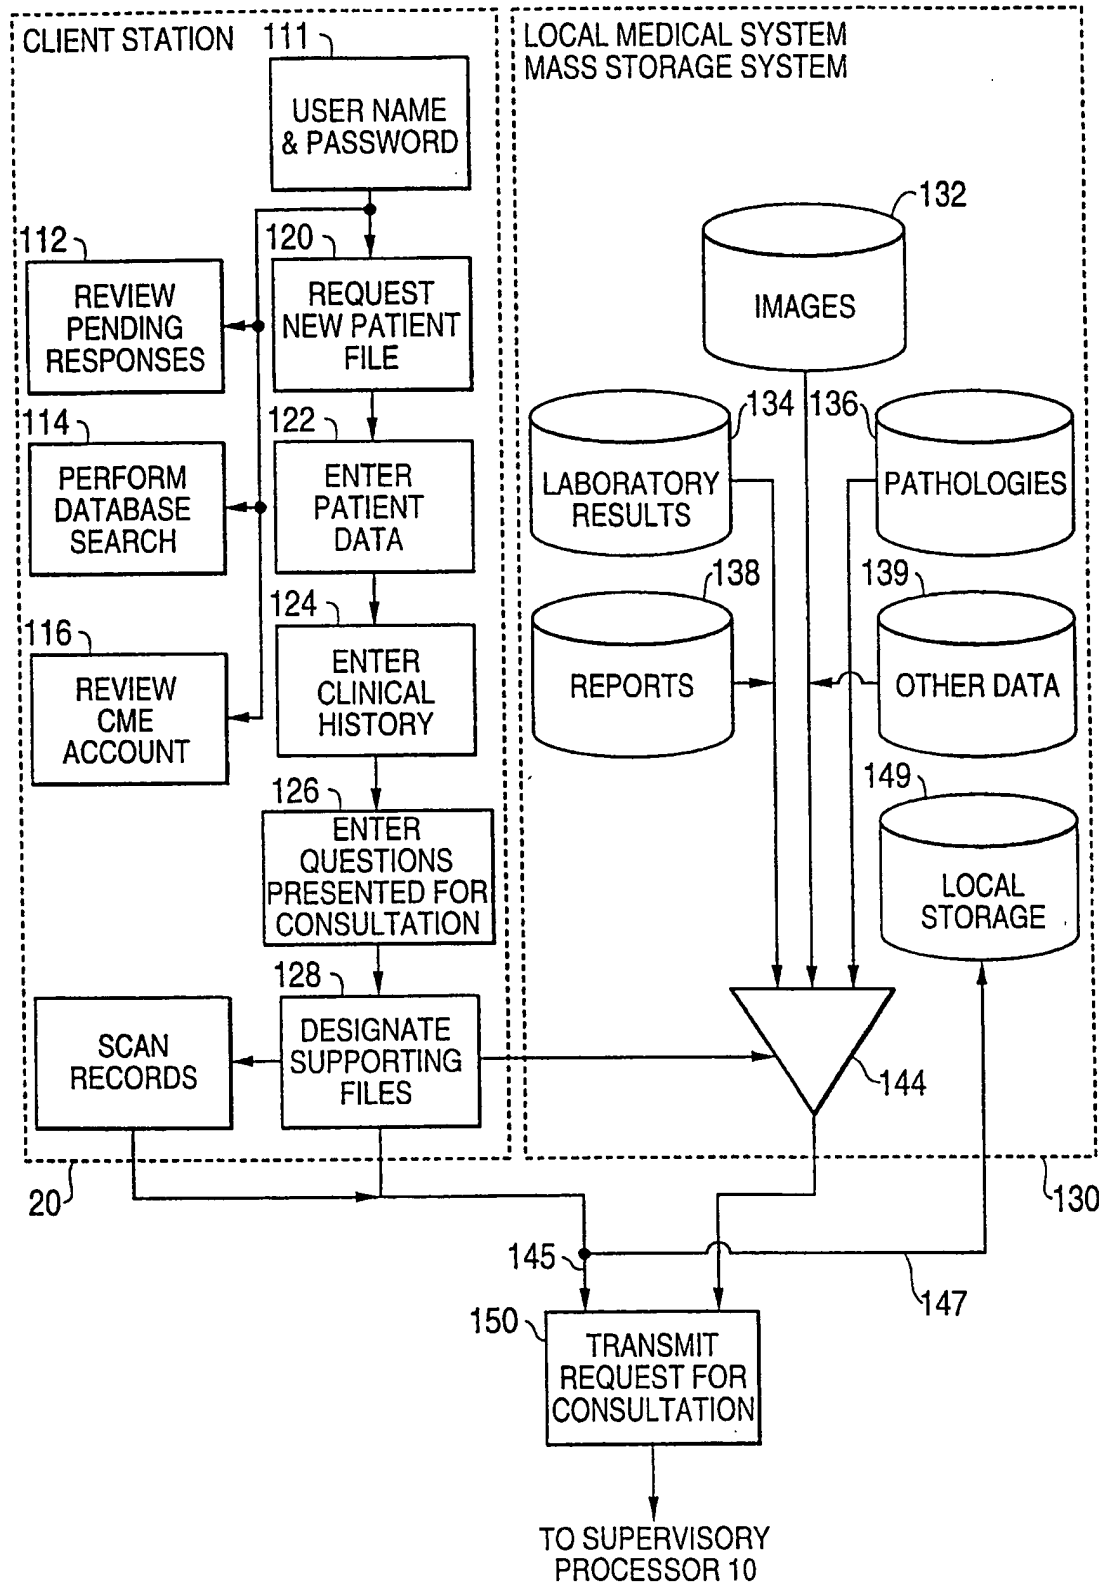 CLIENT STATION
111
USER NAME
& PASSWORD
112
REVIEW
PENDING
RESPONSES
120
REQUEST
NEW PATIENT
FILE
114
PERFORM
DATABASE
SEARCH
122
ENTER
PATIENT
DATA
116
REVIEW
CME
ACCOUNT
124
ENTER
CLINICAL
HISTORY
126
ENTER
QUESTIONS
PRESENTED FOR
CONSULTATION
128
DESIGNATE
SUPPORTING
FILES
SCAN
RECORDS
20
LOCAL MEDICAL SYSTEM
MASS STORAGE SYSTEM
132
IMAGES
134
LABORATORY
RESULTS
136
PATHOLOGIES
138
REPORTS
139
OTHER DATA
149
LOCAL
STORAGE
144
130
145
147
150
TRANSMIT
REQUEST FOR
CONSULTATION
TO SUPERVISORY
PROCESSOR 10